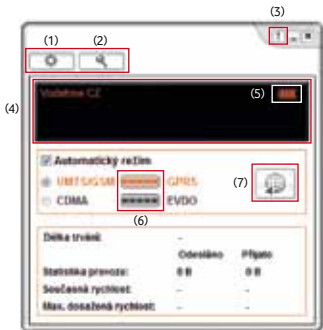 (3)
(1) (2)
(4)
Vodafone CZ (5)
Automatický režim
UMTS/GSM GPRS
(7)
CDMA EVDO
(6)
Délka trvání: -
Odesláno Přijato
Statistika provozu: 0 B 0 B
Současná rychlost: - -
Max. dosažená rychlost: - -